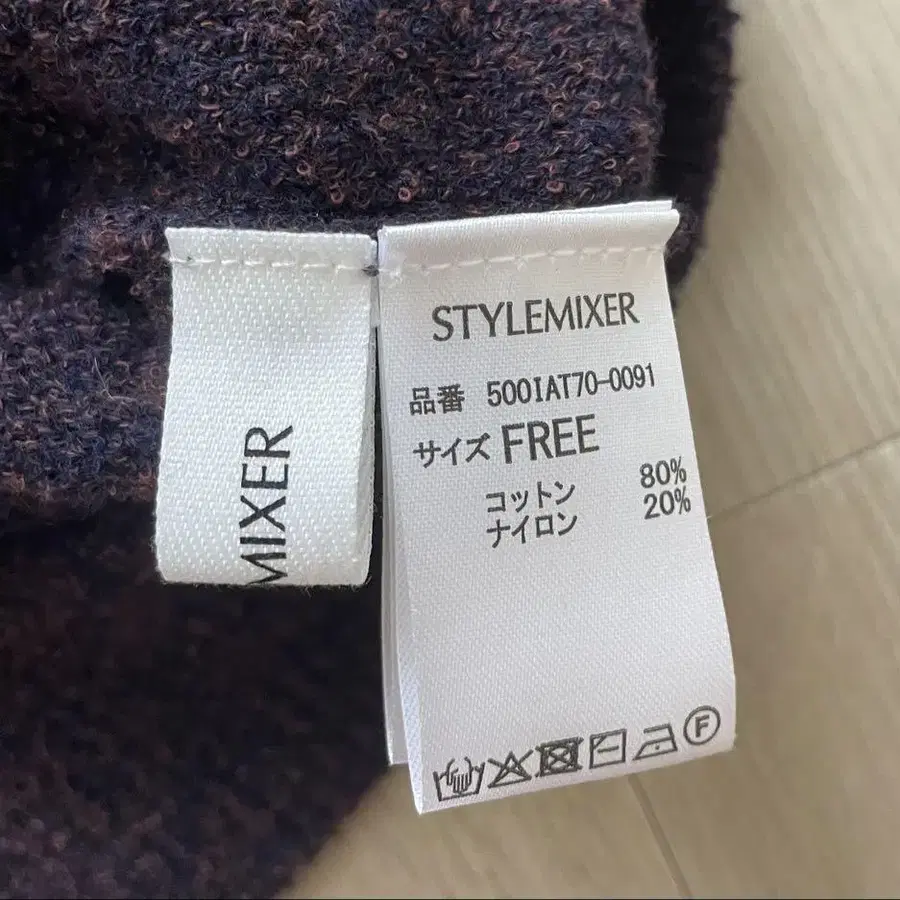 MIXER
STYLEMIXER
品番 500IAT70-0091
サイズ FREE
コットン 80%
ナイロン 20%
F